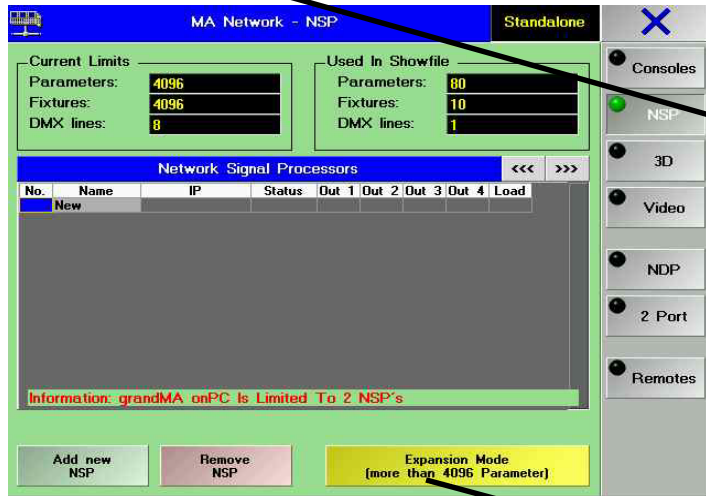 MA Network - NSP
Standalone
Current Limits
Parameters: 4096
Fixtures: 4096
DMX lines: 8
Used In Showfile
Parameters: 80
Fixtures: 10
DMX lines: 1
Network Signal Processors
<<< >>>
No. Name IP Status Out 1 Out 2 Out 3 Out 4 Load
New
Information: grandMA onPC Is Limited To 2 NSP´s
Add new
NSP
Remove
NSP
Expansion Mode
(more than 4096 Parameter)
Consoles
NSP
3D
Video
NDP
2 Port
Remotes